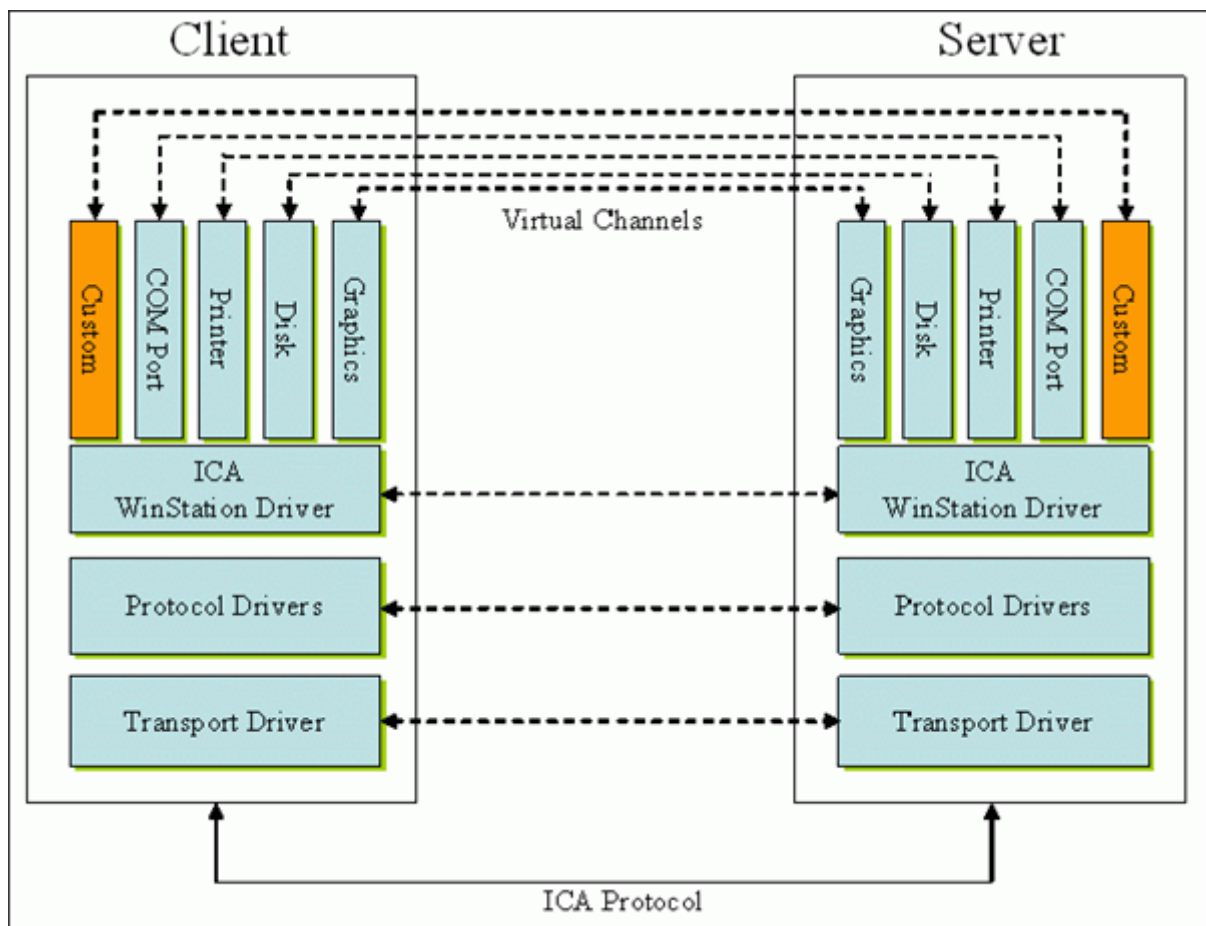 Client
Server
Virtual Channels
Custom
COM Port
Printer
Disk
Graphics
Graphics
Disk
Printer
COM Port
Custom
ICA
WinStation Driver
ICA
WinStation Driver
Protocol Drivers
Protocol Drivers
Transport Driver
Transport Driver
ICA Protocol